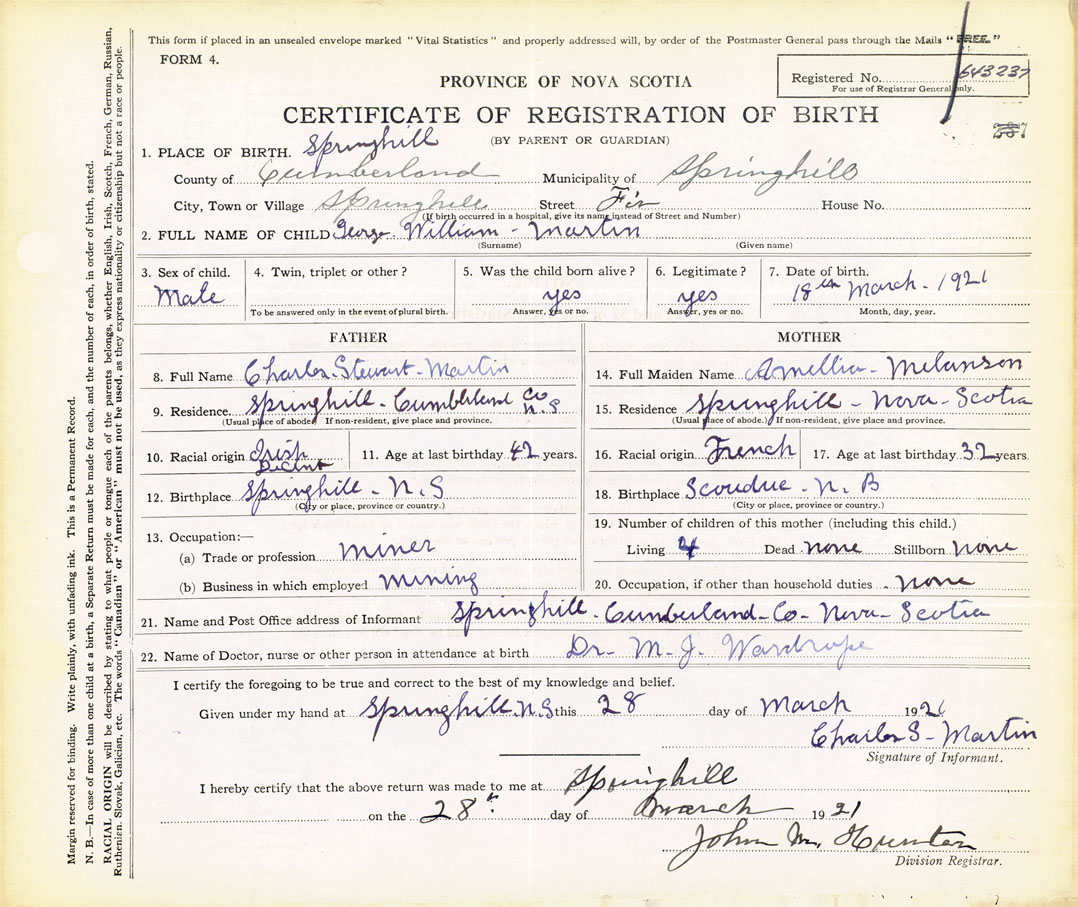 This form if placed in an unsealed envelope marked "Vital Statistics" and properly addressed will, by order of the Postmaster General pass through the Mails "FREE."
FORM 4.
PROVINCE OF NOVA SCOTIA
Registered No. 643237
For use of Registrar General only.
CERTIFICATE OF REGISTRATION OF BIRTH
(BY PARENT OR GUARDIAN)
1. PLACE OF BIRTH. Springhill
County of Cumberland Municipality of Springhill
City, Town or Village Springhill Street Fir House No.
(If birth occurred in a hospital, give its name instead of Street and Number)
2. FULL NAME OF CHILD George William - Martin
(Surname) (Given name)
3. Sex of child. 4. Twin, triplet or other? 5. Was the child born alive? 6. Legitimate? 7. Date of birth.
Male yes yes 18th March - 1921
To be answered only in the event of plural birth. Answer, yes or no. Answer, yes or no. Month, day, year.
FATHER MOTHER
8. Full Name Charles Stewart - Martin
14. Full Maiden Name Amellia - Melanson
9. Residence Springhill - Cumberland Co N.S
(Usual place of abode) If non-resident, give place and province.
15. Residence Springhill - Nova - Scotia
(Usual place of abode.) If non-resident, give place and province.
10. Racial origin Irish Decent 11. Age at last birthday 42 years.
16. Racial origin French 17. Age at last birthday 32 years.
12. Birthplace Springhill - N.S
(City or place, province or country.)
18. Birthplace Scoudue - N. B
(City or place, province or country.)
13. Occupation:—
(a) Trade or profession miner
(b) Business in which employed mining
19. Number of children of this mother (including this child.)
Living 4 Dead none Stillborn none
20. Occupation, if other than household duties none
21. Name and Post Office address of Informant Springhill - Cumberland - Co - Nova - Scotia
22. Name of Doctor, nurse or other person in attendance at birth Dr - M. J. Wardrope
I certify the foregoing to be true and correct to the best of my knowledge and belief.
Given under my hand at Springhill N.S this 28 day of March 1921
Charles S - Martin
Signature of Informant.
I hereby certify that the above return was made to me at Springhill
on the 28th day of March 1921
John M. Hunter
Division Registrar.
Margin reserved for binding. Write plainly, with unfading ink. This is a Permanent Record.
N. B.—In case of more than one child at a birth, a Separate Return must be made for each, and the number of each, in order of birth, stated.
RACIAL ORIGIN will be described by stating to what people or tongue each of the parents belongs, whether English, Irish, Scotch, French, German, Russian,
Ruthenien, Slovak, Galician, etc. The words "Canadian" or "American" must not be used, as they express nationality or citizenship but not a race or people.